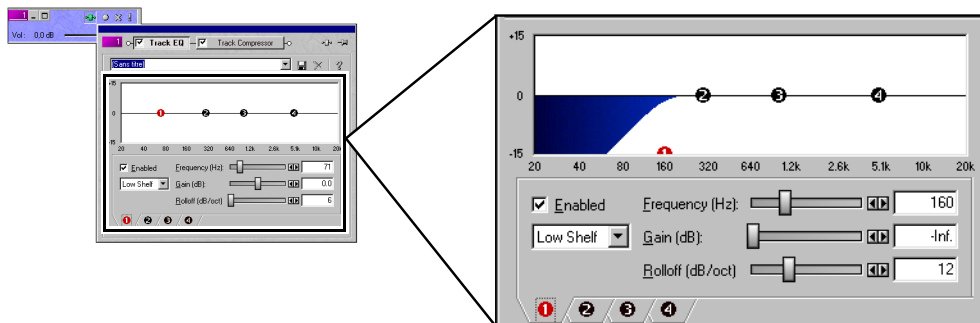 1
Vol: 0,0 dB
1 Track EQ Track Compressor
[Sans titre]
+15
0
-15
1 2 3 4
20 40 80 160 320 640 1.2k 2.6k 5.1k 10k 20k
Enabled
Frequency (Hz): 71
Low Shelf
Gain (dB): 0.0
Rolloff (dB/oct) 6
1 2 3 4
+15
0
-15
1 2 3 4
20 40 80 160 320 640 1.2k 2.6k 5.1k 10k 20k
Enabled
Frequency (Hz): 160
Low Shelf
Gain (dB): -Inf.
Rolloff (dB/oct) 12
1 2 3 4